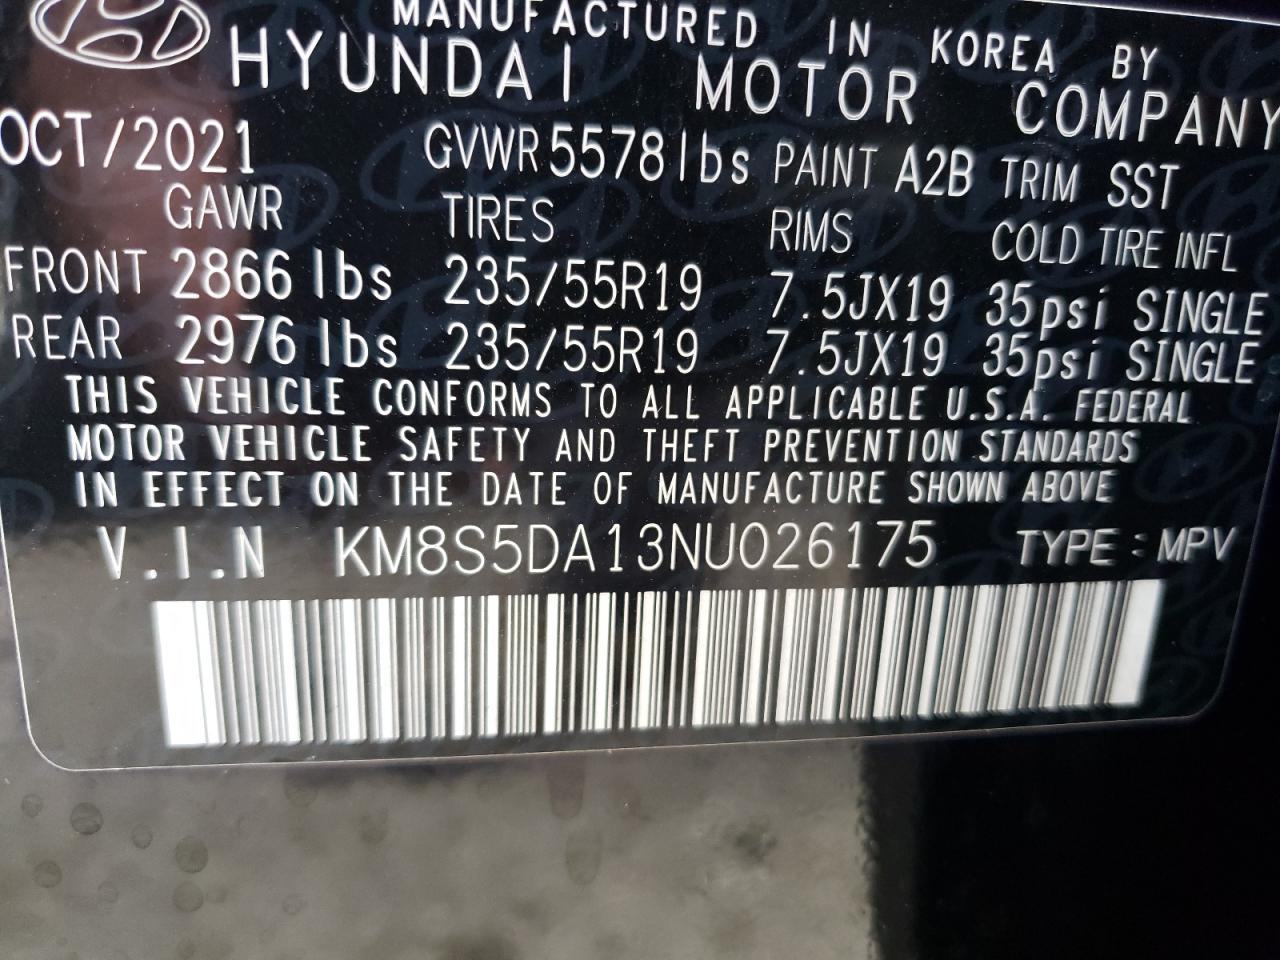 MANUFACTURED IN KOREA BY
HYUNDAI MOTOR COMPANY
OCT/2021 GVWR 5578 lbs PAINT A2B TRIM SST
GAWR TIRES RIMS COLD TIRE INFL
FRONT 2866 lbs 235/55R19 7.5JX19 35psi SINGLE
REAR 2976 lbs 235/55R19 7.5JX19 35psi SINGLE
THIS VEHICLE CONFORMS TO ALL APPLICABLE U.S.A. FEDERAL
MOTOR VEHICLE SAFETY AND THEFT PREVENTION STANDARDS
IN EFFECT ON THE DATE OF MANUFACTURE SHOWN ABOVE
V.I.N KM8S5DA13NU026175 TYPE : MPV